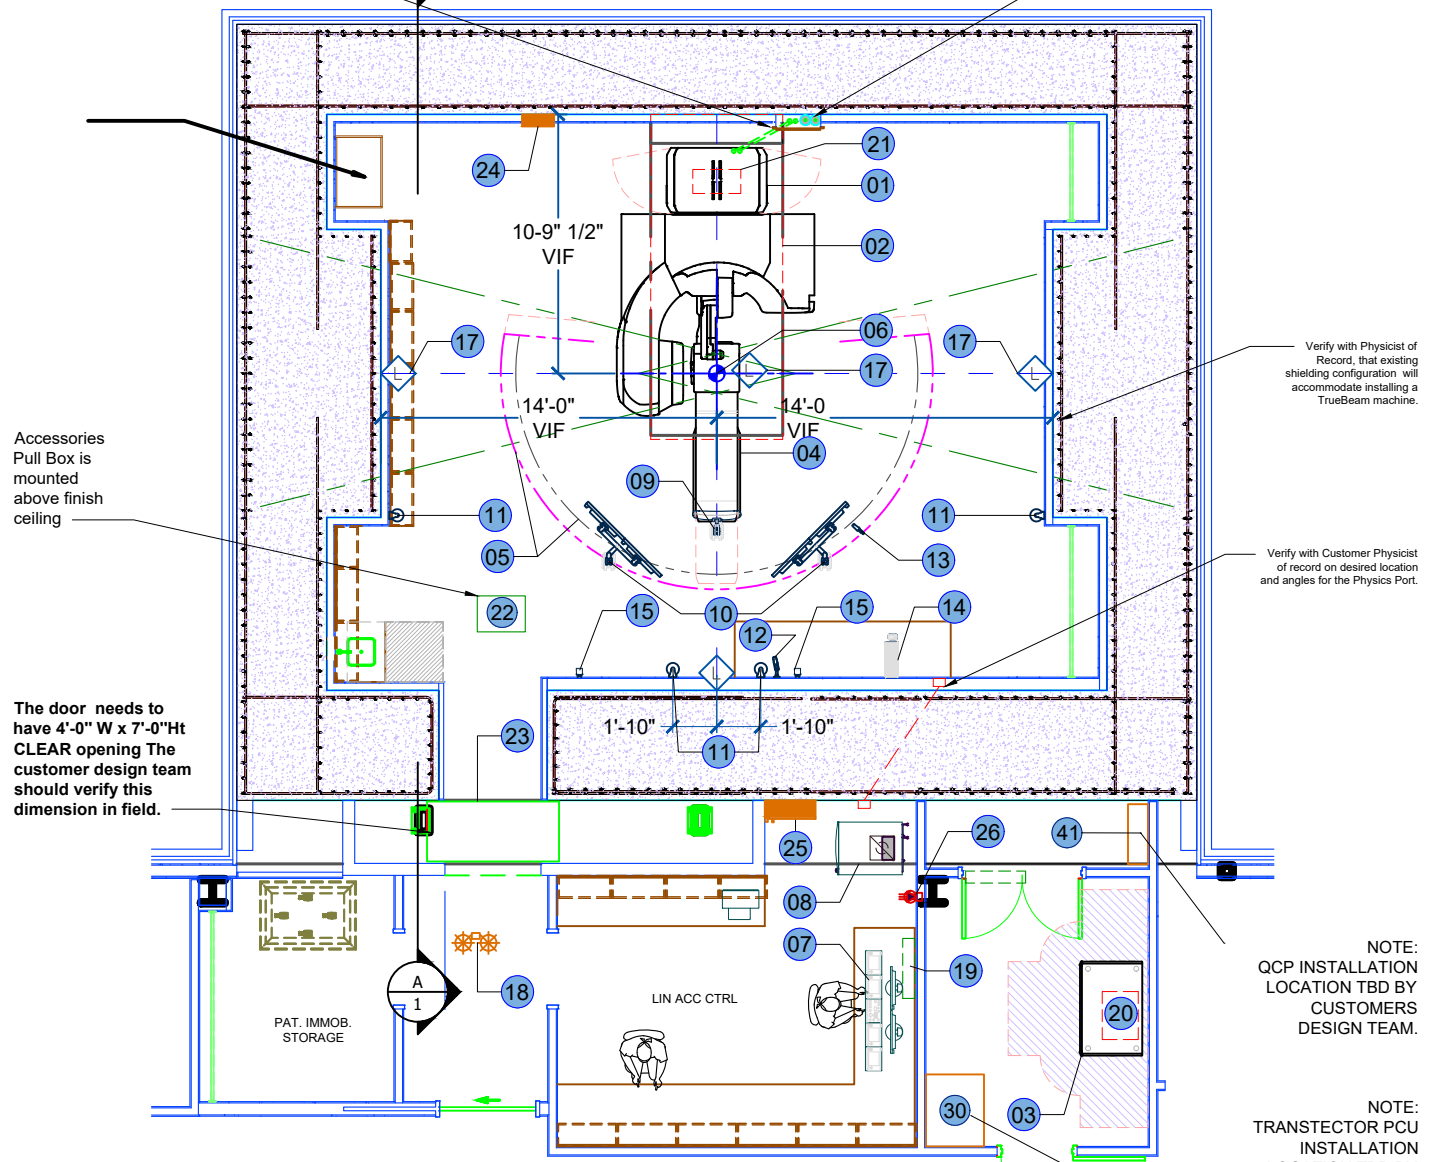 21
01
24
10-9" 1/2"
VIF
02
06
17
17
17
Verify with Physicist of
Record, that existing
shielding configuration will
accommodate installing a
TrueBeam machine.
14'-0"
VIF
14'-0
VIF
04
Accessories
Pull Box is
mounted
above finish
ceiling
09
11
11
05
13
Verify with Customer Physicist
of record on desired location
and angles for the Physics Port.
22
15
10
12
15
14
L
L
L
L
The door needs to
have 4'-0" W x 7'-0"Ht
CLEAR opening The
customer design team
should verify this
dimension in field.
23
1'-10"
1'-10"
11
25
26
41
08
07
19
18
A
1
LIN ACC CTRL
PAT. IMMOB.
STORAGE
20
NOTE:
QCP INSTALLATION
LOCATION TBD BY
CUSTOMERS
DESIGN TEAM.
30
03
NOTE:
TRANSTECTOR PCU
INSTALLATION